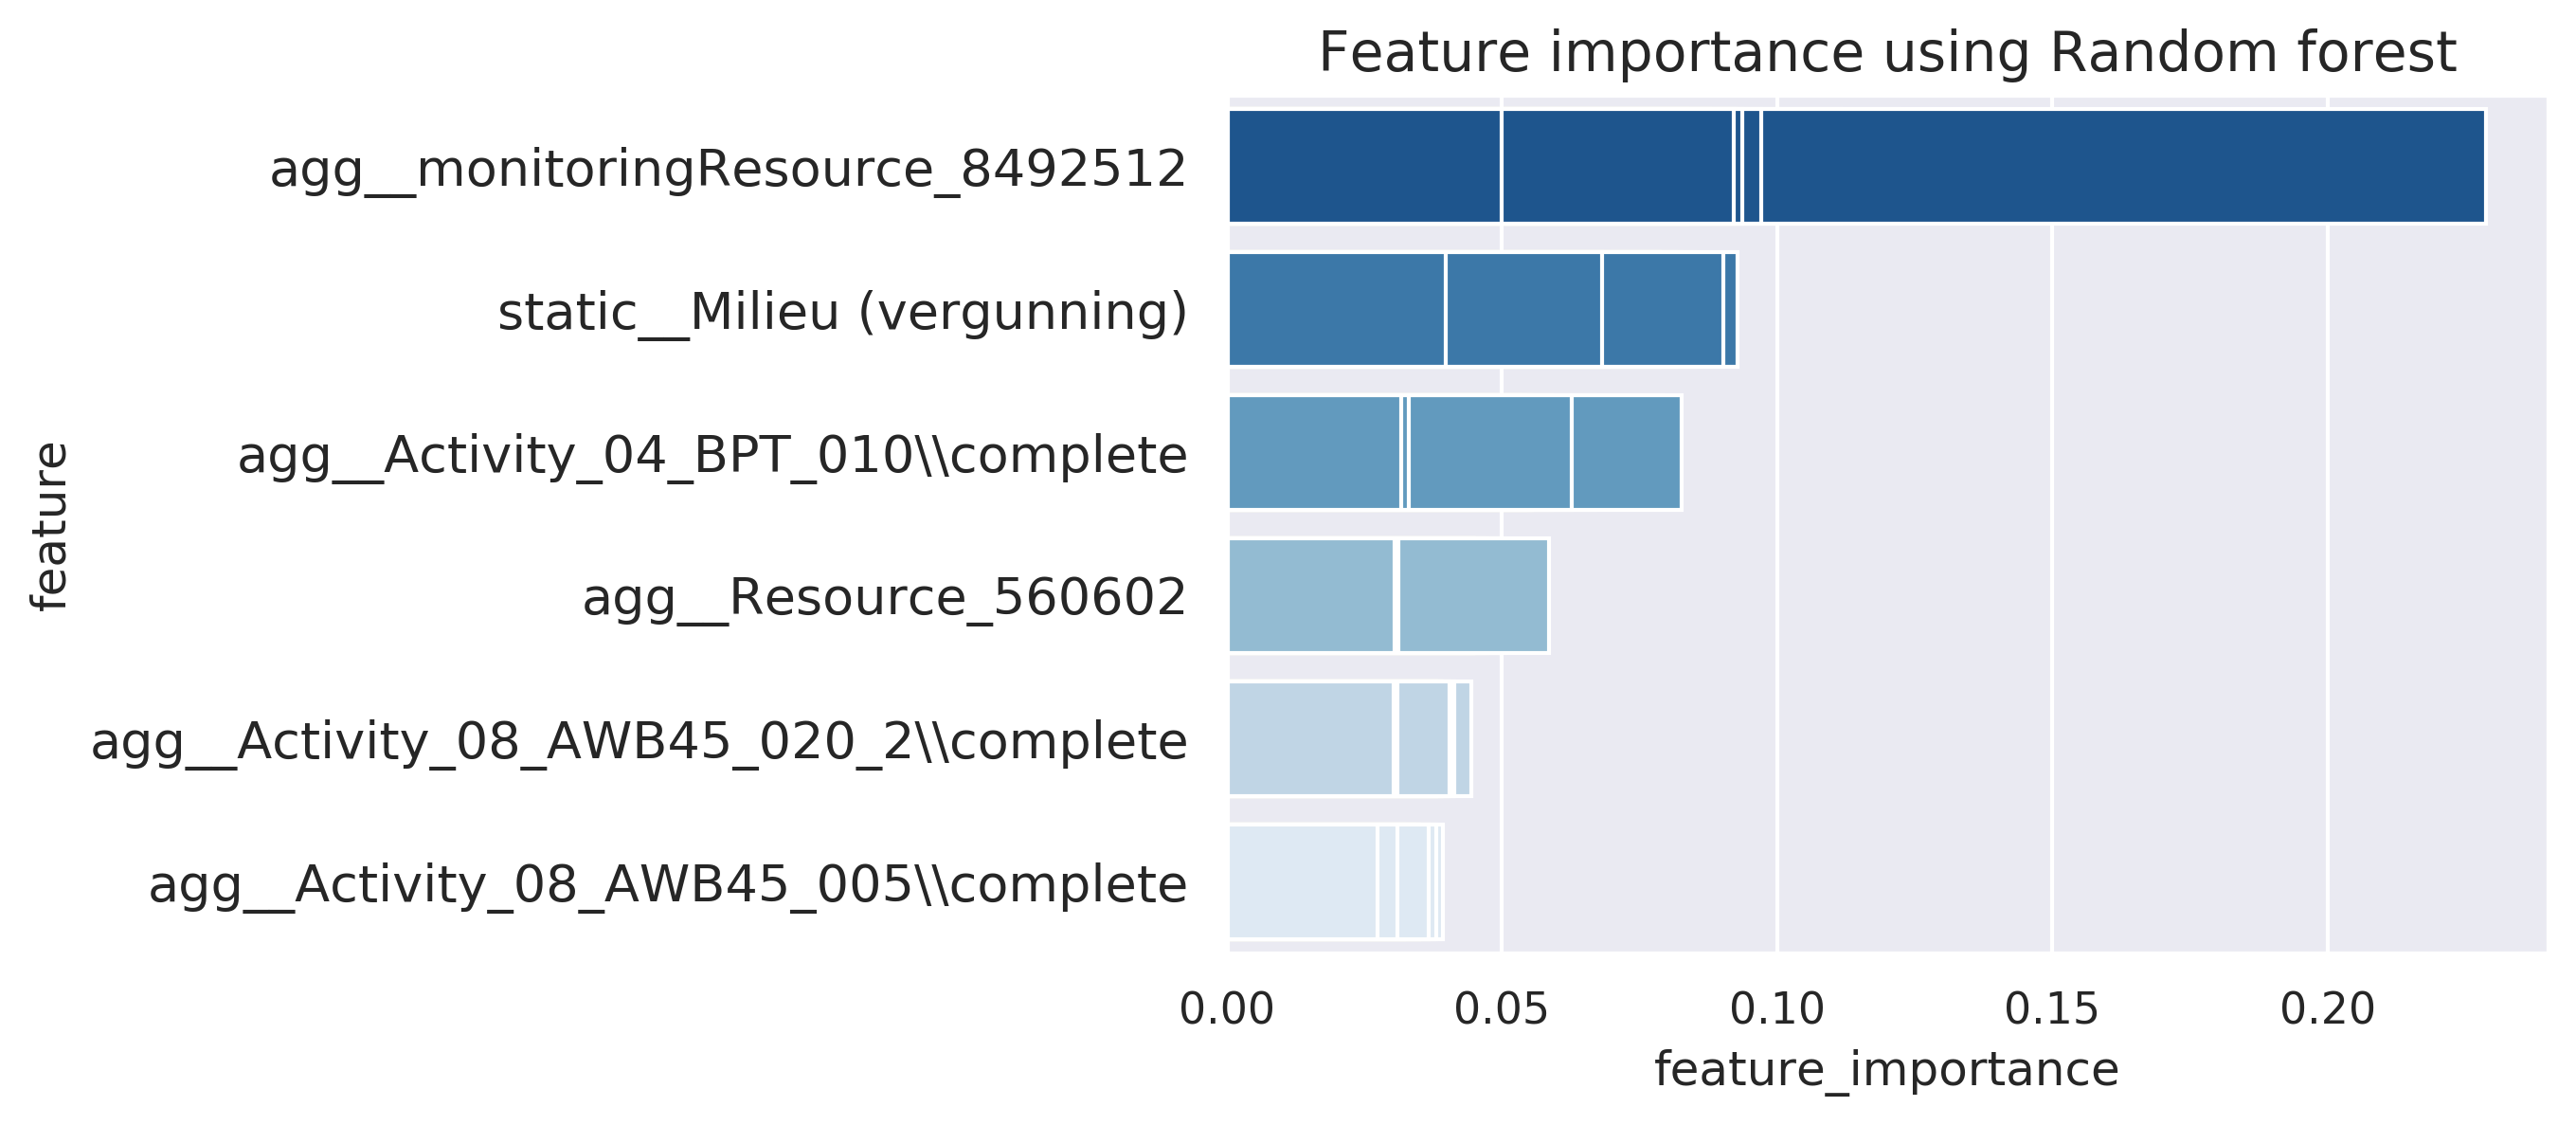 Feature importance using Random forest
feature
agg__monitoringResource_8492512
static__Milieu (vergunning)
agg__Activity_04_BPT_010\\complete
agg__Resource_560602
agg__Activity_08_AWB45_020_2\\complete
agg__Activity_08_AWB45_005\\complete
0.00 0.05 0.10 0.15 0.20
feature_importance